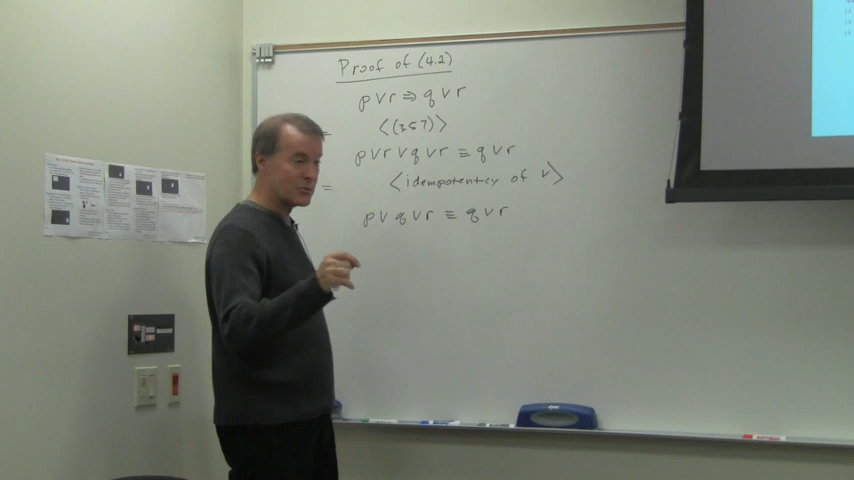 Proof of (4.2)
p ∨ r ⇒ q ∨ r
= ⟨(3.57)⟩
p ∨ r ∨ q ∨ r ≡ q ∨ r
= ⟨idempotency of ∨⟩
p ∨ q ∨ r ≡ q ∨ r